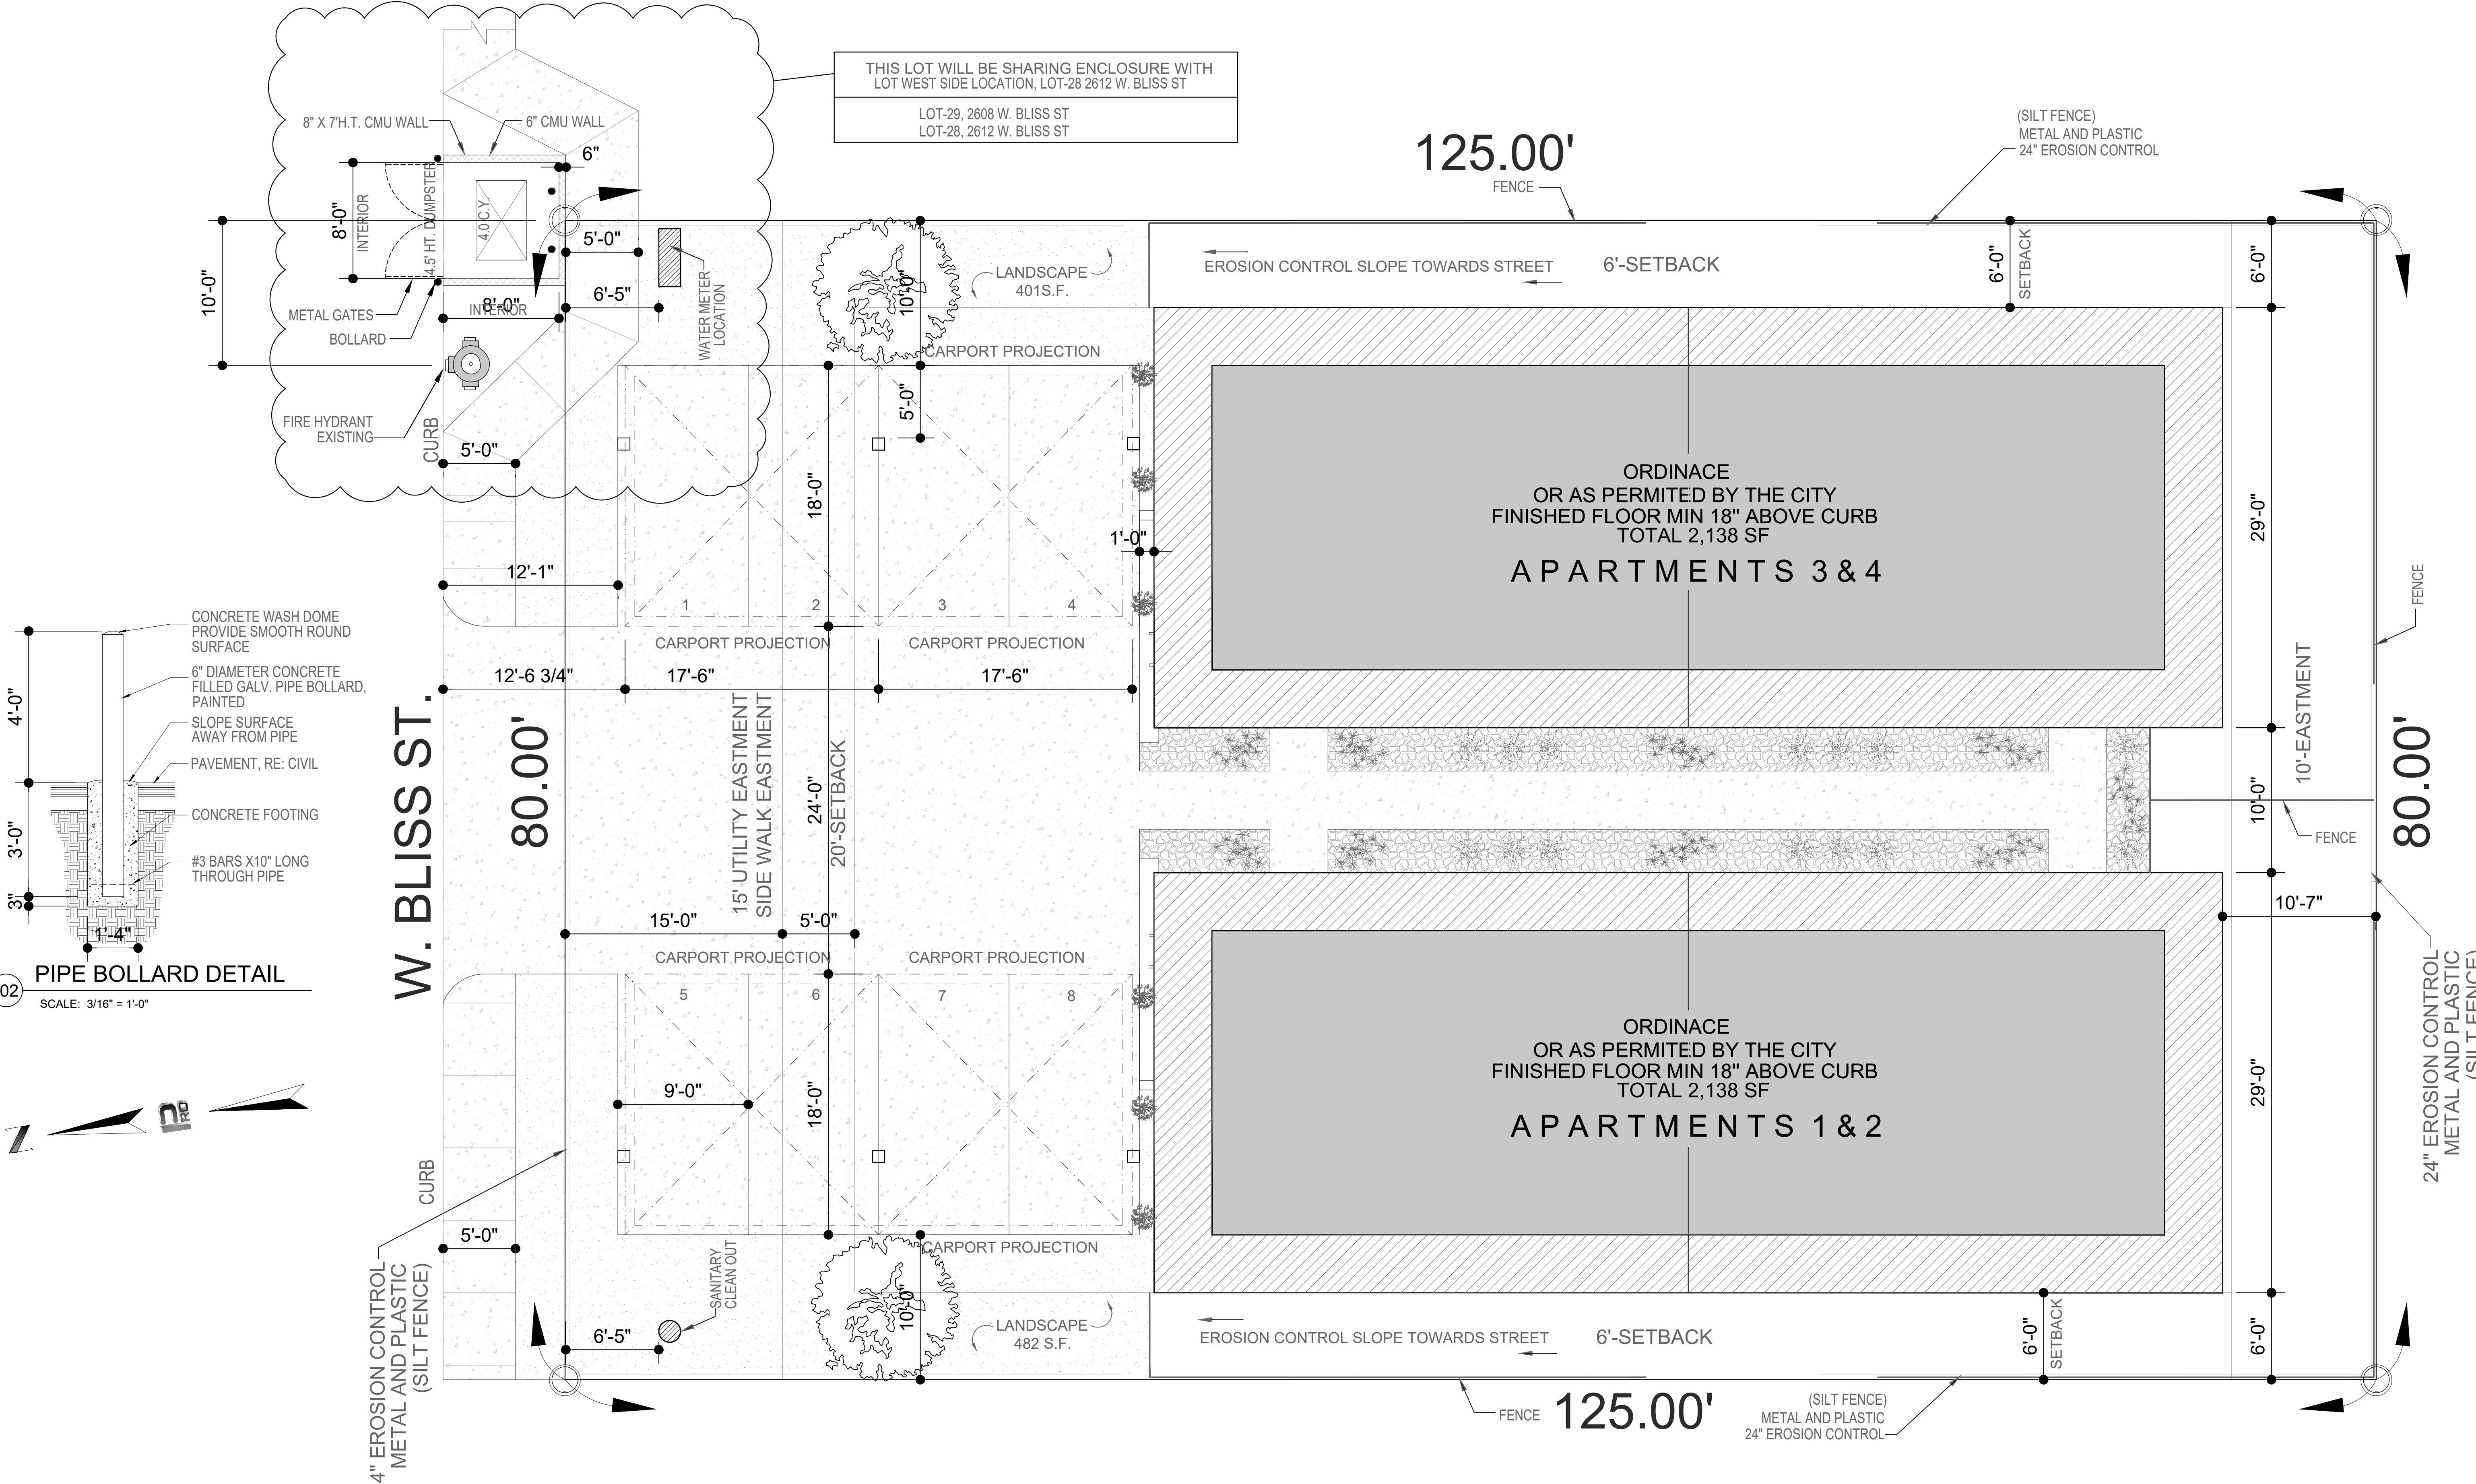 THIS LOT WILL BE SHARING ENCLOSURE WITH
LOT WEST SIDE LOCATION, LOT-28 2612 W. BLISS ST
LOT-29, 2608 W. BLISS ST
LOT-28, 2612 W. BLISS ST
8" X 7'H.T. CMU WALL
6" CMU WALL
6"
8'-0"
INTERIOR
4.5' HT. DUMPSTER
4.0 C.Y.
10'-0"
5'-0"
6'-5"
8'-0"
INTERIOR
METAL GATES
BOLLARD
WATER METER
LOCATION
FIRE HYDRANT
EXISTING
CURB
5'-0"
125.00'
FENCE
(SILT FENCE)
METAL AND PLASTIC
24" EROSION CONTROL
10'-0"
LANDSCAPE
401S.F.
EROSION CONTROL SLOPE TOWARDS STREET
6'-SETBACK
6'-0"
SETBACK
6'-0"
CARPORT PROJECTION
5'-0"
18'-0"
1'-0"
12'-1"
1
2
3
4
CARPORT PROJECTION
CARPORT PROJECTION
12'-6 3/4"
17'-6"
17'-6"
ORDINACE
OR AS PERMITED BY THE CITY
FINISHED FLOOR MIN 18" ABOVE CURB
TOTAL 2,138 SF
APARTMENTS 3&4
29'-0"
FENCE
10'-EASTMENT
80.00'
10'-0"
FENCE
10'-7"
CONCRETE WASH DOME
PROVIDE SMOOTH ROUND
SURFACE
6" DIAMETER CONCRETE
FILLED GALV. PIPE BOLLARD,
PAINTED
SLOPE SURFACE
AWAY FROM PIPE
PAVEMENT, RE: CIVIL
CONCRETE FOOTING
#3 BARS X10" LONG
THROUGH PIPE
4'-0"
3'-0"
3"
1'-4"
02
PIPE BOLLARD DETAIL
SCALE: 3/16" = 1'-0"
W. BLISS ST.
80.00'
15' UTILITY EASTMENT
SIDE WALK EASTMENT
24'-0"
20'-SETBACK
15'-0"
5'-0"
CARPORT PROJECTION
CARPORT PROJECTION
5
6
7
8
9'-0"
18'-0"
CARPORT PROJECTION
ORDINACE
OR AS PERMITED BY THE CITY
FINISHED FLOOR MIN 18" ABOVE CURB
TOTAL 2,138 SF
APARTMENTS 1&2
29'-0"
24" EROSION CONTROL
METAL AND PLASTIC
(SILT FENCE)
N
RD
CURB
5'-0"
4" EROSION CONTROL
METAL AND PLASTIC
(SILT FENCE)
SANITARY
CLEAN OUT
6'-5"
10'-0"
LANDSCAPE
482 S.F.
EROSION CONTROL SLOPE TOWARDS STREET
6'-SETBACK
6'-0"
SETBACK
6'-0"
FENCE
125.00'
(SILT FENCE)
METAL AND PLASTIC
24" EROSION CONTROL